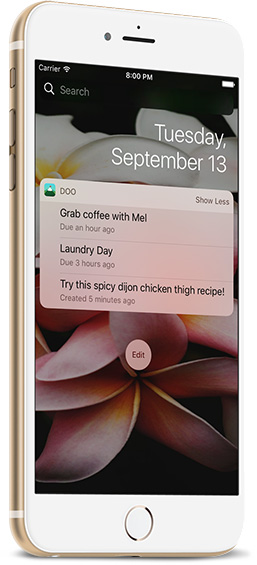 Carrier
8:00 PM
Search
Tuesday,
September 13
DOO
Show Less
Grab coffee with Mel
Due an hour ago
Laundry Day
Due 3 hours ago
Try this spicy dijon chicken thigh recipe!
Created 5 minutes ago
Edit